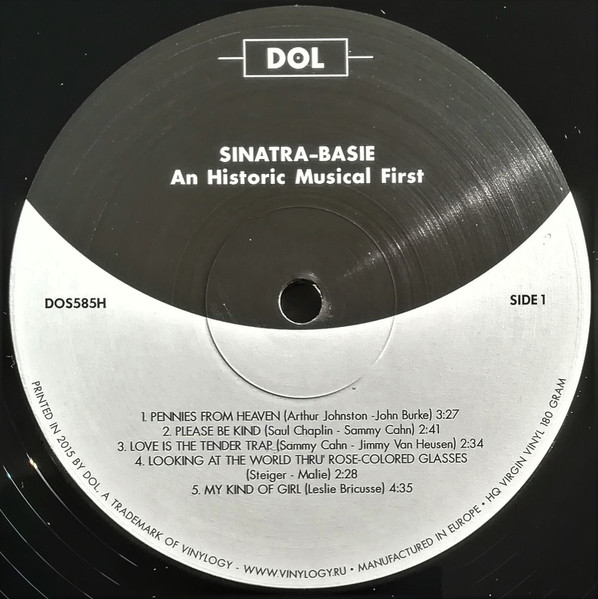 DOL
SINATRA-BASIE
An Historic Musical First
DOS585H
SIDE 1
1. PENNIES FROM HEAVEN (Arthur Johnston -John Burke) 3:27
2. PLEASE BE KIND (Saul Chaplin - Sammy Cahn) 2:41
3. LOVE IS THE TENDER TRAP (Sammy Cahn - Jimmy Van Heusen) 2:34
4. LOOKING AT THE WORLD THRU' ROSE-COLORED GLASSES
(Steiger - Malie) 2:28
5. MY KIND OF GIRL (Leslie Bricusse) 4:35
PRINTED IN 2015 BY DOL, A TRADEMARK OF VINYLOGY - WWW.VINYLOGY.RU • MANUFACTURED IN EUROPE • HQ VIRGIN VINYL 180 GRAM